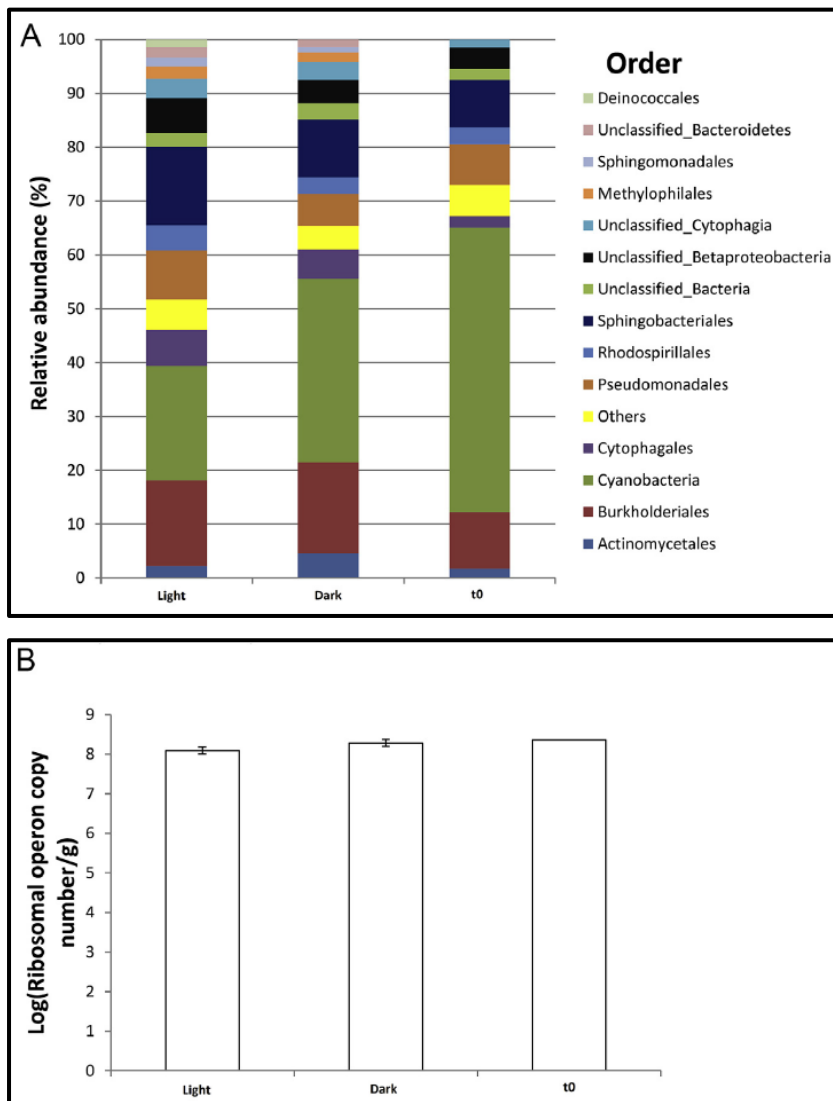 A
Relative abundance (%)
100
90
80
70
60
50
40
30
20
10
0
Light
Dark
t0
Order
Deinococcales
Unclassified_Bacteroidetes
Sphingomonadales
Methylophilales
Unclassified_Cytophagia
Unclassified_Betaproteobacteria
Unclassified_Bacteria
Sphingobacteriales
Rhodospirillales
Pseudomonadales
Others
Cytophagales
Cyanobacteria
Burkholderiales
Actinomycetales
B
Log(Ribosomal operon copy
number/g)
9
8
7
6
5
4
3
2
1
0
Light
Dark
t0